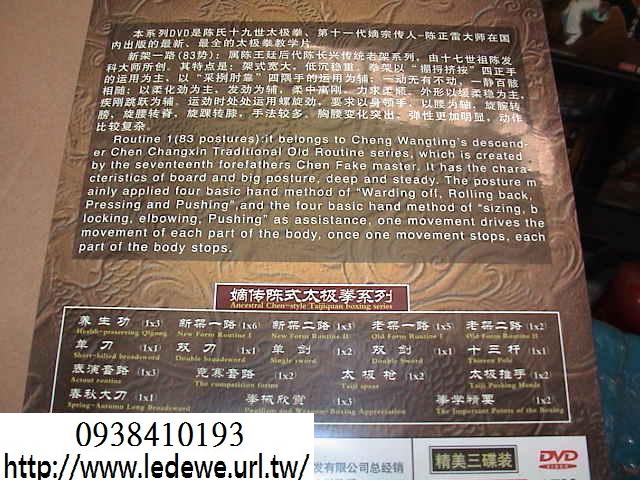 本系列DVD是陈氏十九世太极拳、第十一代嫡宗传人-陈正雷大师在国
内出版的最新、最全的太极拳教学片。
新架一路(83势):属陈王廷后代陈长兴传统老架系列,由十七世祖陈发
科大师所创,其特点是:架式宽大,低沉稳重,拳架以"掤捋挤按"四正手
的运用为主,以"采挒肘靠"四隅手的运用为辅;一动无有不动,一静百骸
相随;以柔化劲为主,发劲为辅,柔中寓刚,力求柔顺,外形以缓柔稳为主,
疾刚跳跃为辅,运劲时处处运用螺旋劲。要求以身领手,以腰为轴,旋腕转
膀,旋腰转脊,旋踝转脖,手法较多,胸腰变化突出,弹性更加明显,动作
比较复杂。
Routine 1(83 postures):it belongs to Cheng Wangting's descend-
er Chen Changxin Traditional Old Routine series, which is created
by the seventeenth forefathers Chen Fake master. It has the chara-
cteristics of board and big posture, deep and steady. The posture m
ainly applied four basic hand method of "Warding off, Rolling back,
Pressing and Pushing",and the four basic hand method of "sizing, b
locking, elbowing, Pushing" as assistance, one movement drives the
movement of each part of the body, once one movement stops, each
part of the body stops.
嫡传陈式太极拳系列
Ancestral Chen-style Taijiquan boxing series
养生功 (1x3) 新架一路 (1x6) 新架二路 (1x3) 老架一路 (1x5) 老架二路 (1x2)
Health-preserving Qigong New Form Routine I New Form Routine II Old Form Routine I Old Form Routine II
单刀 (1x1) 双刀 (1x1) 单剑 (1x2) 双剑 (1x1) 十三杆 (1x1)
Short-hilted broadsword Double broadsword Single sword Double Sword Thirteen Pole
表演套路 (1x2) 竞赛套路 (1x2) 太极枪 (1x2) 太极推手 (1x2)
Actout routine The competition forms Taiji spear Taiji Pushing Hands
春秋大刀 (1x1) 拳械欣赏 (1x3) 拳学精要 (1x2)
Spring-Autumn Long Broadsword Pugilism and Weapon-Boxing Appreciation The Important Points of the Boxing
0938410193
http://www.ledewe.url.tw/
发有限公司总经销
精美三碟装
DVD
VIDEO